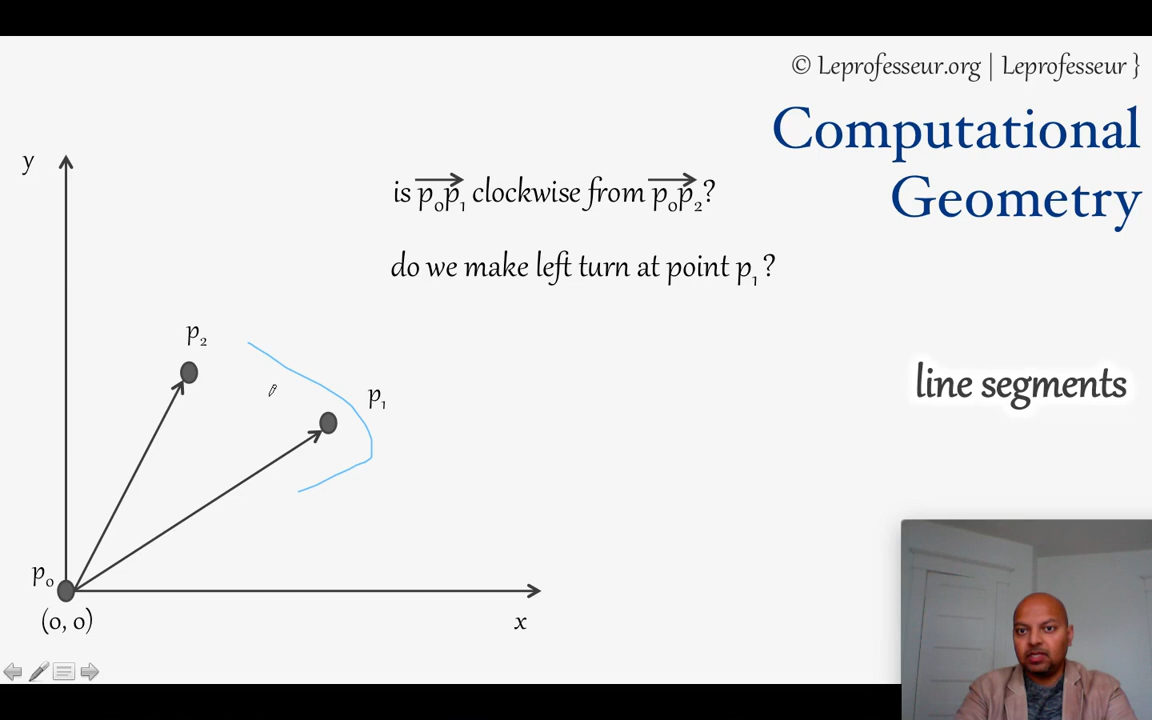 © Leprofesseur.org | Leprofesseur }
Computational
Geometry
y
is p₀p₁ clockwise from p₀p₂?
do we make left turn at point p₁?
p₂
p₁
line segments
p₀
(0, 0)
x